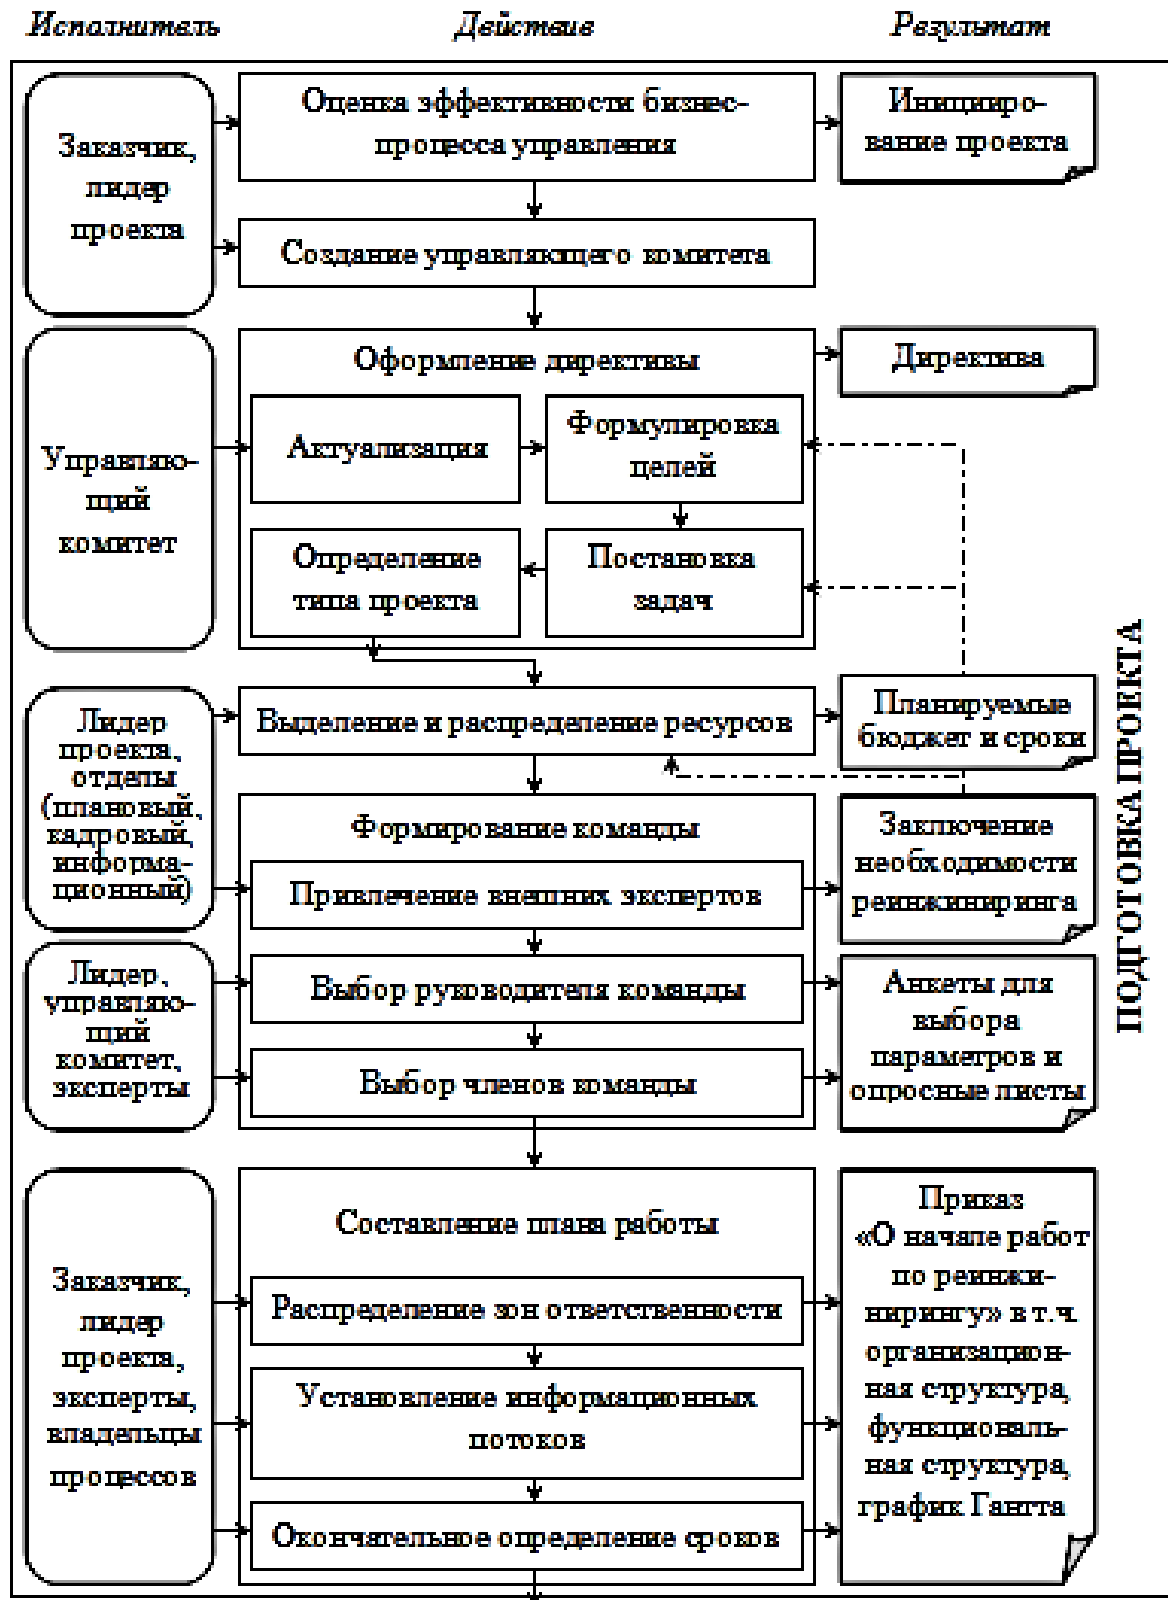 Исполнитель
Действие
Результат
Заказчик,
лидер
проекта
Оценка эффективности бизнес-
процесса управления
Иницииро-
вание проекта
Создание управляющего комитета
Управляю-
щий
комитет
Оформление директивы
Директива
Актуализация
Формулировка
целей
Определение
типа проекта
Постановка
задач
Лидер
проекта,
отделы
(плановый,
кадровый,
информа-
ционный)
Выделение и распределение ресурсов
Планируемые
бюджет и сроки
Формирование команды
Привлечение внешних экспертов
Заключение
необходимости
реинжиниринга
Лидер,
управляю-
щий
комитет,
эксперты
Выбор руководителя команды
Выбор членов команды
Анкеты для
выбора
параметров и
опросные листы
Заказчик,
лидер
проекта,
эксперты,
владельцы
процессов
Составление плана работы
Распределение зон ответственности
Установление информационных
потоков
Окончательное определение сроков
Приказ
«О начале работ
по реинжи-
нирингу» в т.ч.
организацион-
ная структура,
функциональ-
ная структура,
график Гантта
ПОДГОТОВКА ПРОЕКТА